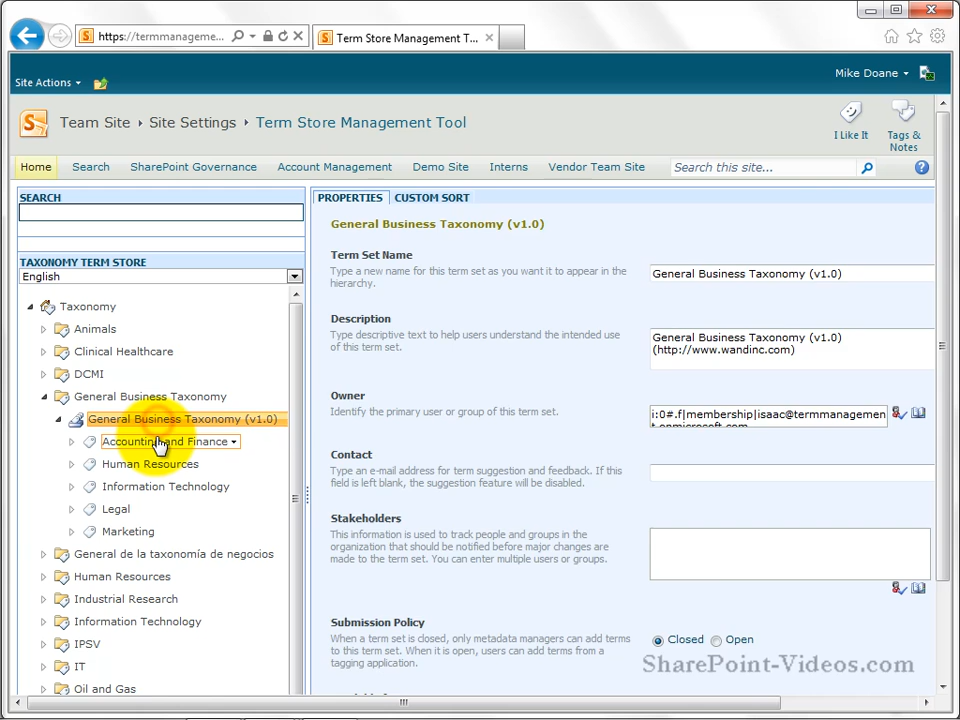 https://termmanageme...
Term Store Management T...
Site Actions
Mike Doane
Team Site › Site Settings › Term Store Management Tool
I Like It
Tags &
Notes
Home
Search
SharePoint Governance
Account Management
Demo Site
Interns
Vendor Team Site
Search this site...
SEARCH
TAXONOMY TERM STORE
English
Taxonomy
Animals
Clinical Healthcare
DCMI
General Business Taxonomy
General Business Taxonomy (v1.0)
Accounting and Finance
Human Resources
Information Technology
Legal
Marketing
General de la taxonomía de negocios
Human Resources
Industrial Research
Information Technology
IPSV
IT
Oil and Gas
PROPERTIES
CUSTOM SORT
General Business Taxonomy (v1.0)
Term Set Name
Type a new name for this term set as you want it to appear in the
hierarchy.
General Business Taxonomy (v1.0)
Description
Type descriptive text to help users understand the intended use
of this term set.
General Business Taxonomy (v1.0)
(http://www.wandinc.com)
Owner
Identify the primary user or group of this term set.
i:0#.f|membership|isaac@termmanagemen
t.onmicrosoft.com
Contact
Type an e-mail address for term suggestion and feedback. If this
field is left blank, the suggestion feature will be disabled.
Stakeholders
This information is used to track people and groups in the
organization that should be notified before major changes are
made to the term set. You can enter multiple users or groups.
Submission Policy
When a term set is closed, only metadata managers can add terms
to this term set. When it is open, users can add terms from a
tagging application.
Closed
Open
SharePoint-Videos.com